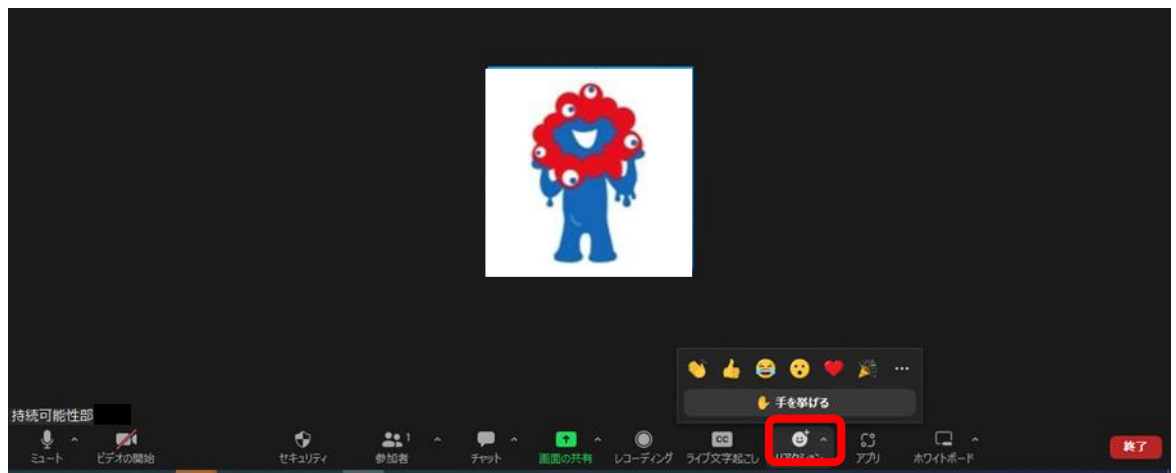 手を挙げる
持続可能性部
1
CC
ミュート
ビデオの開始
セキュリティ
参加者
チャット
画面の共有
レコーディング
ライブ文字起こし
リアクション
アプリ
ホワイトボード
終了